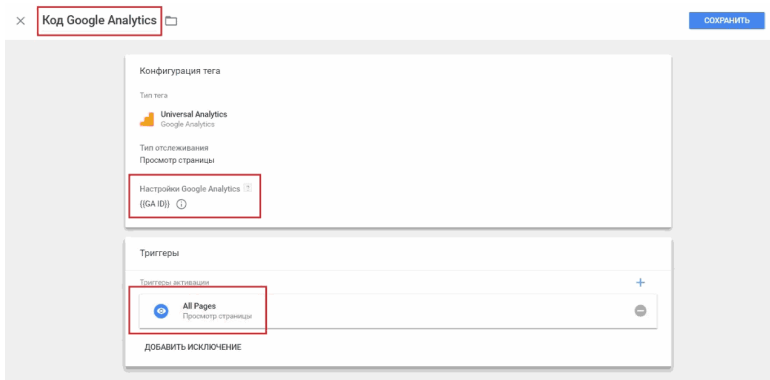 Код Google Analytics
СОХРАНИТЬ
Конфигурация тега
Тип тега
Universal Analytics
Google Analytics
Тип отслеживания
Просмотр страницы
Настройки Google Analytics ?
{{GA ID}}
Триггеры
Триггеры активации
All Pages
Просмотр страницы
ДОБАВИТЬ ИСКЛЮЧЕНИЕ